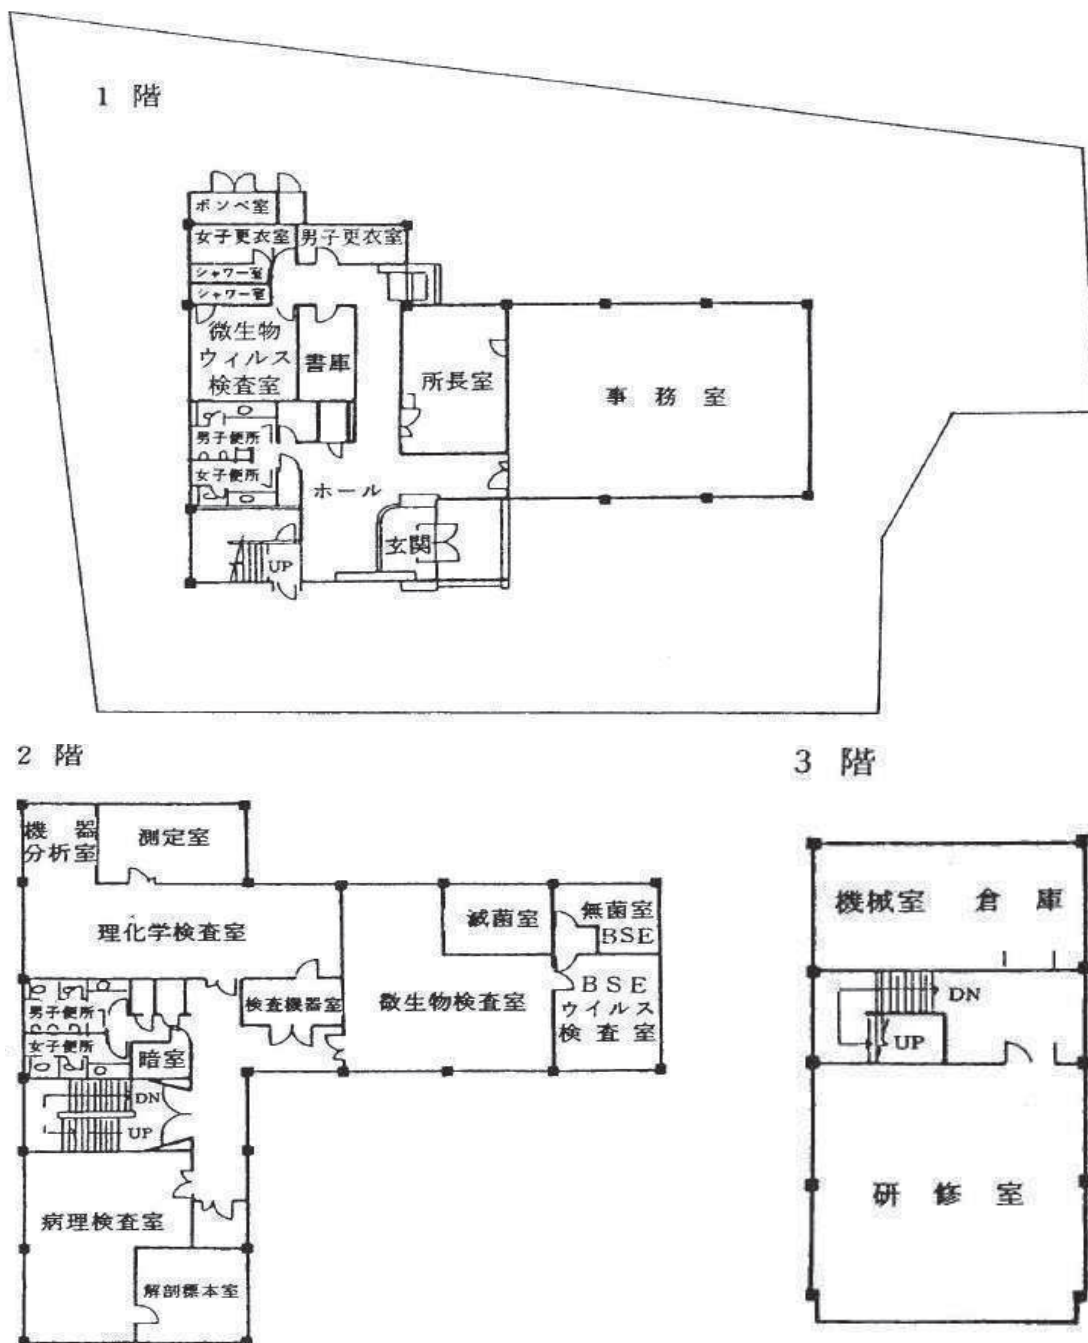 1 階
ボンベ室
女子更衣室
男子更衣室
シャワー室
シャワー室
微生物
ウィルス
検査室
書庫
所長室
事務室
男子便所
女子便所
ホール
玄関
UP
2 階
機器
分析室
測定室
理化学検査室
滅菌室
無菌室
BSE
検査機器室
微生物検査室
BSE
ウイルス
検査室
男子便所
女子便所
暗室
DN
UP
病理検査室
解剖標本室
3 階
機械室
倉庫
DN
UP
研修室